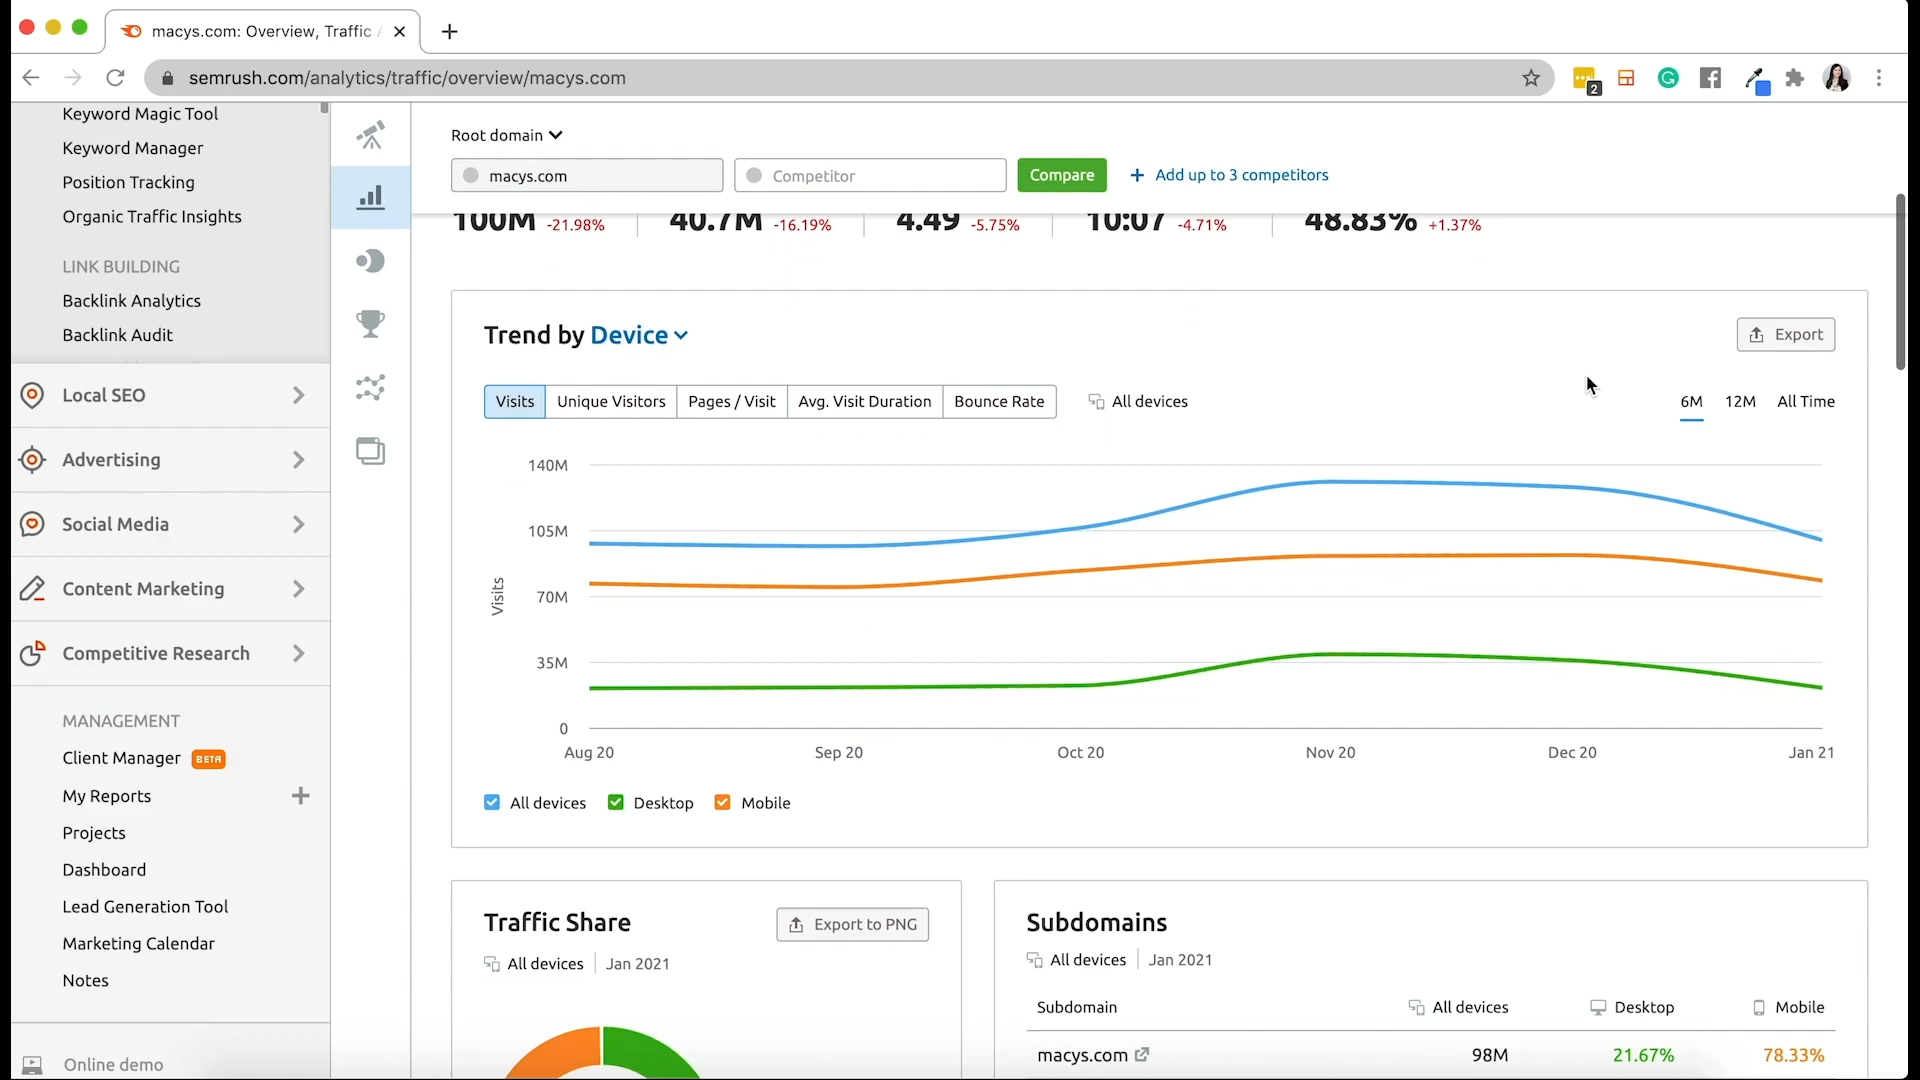 macys.com: Overview, Traffic
semrush.com/analytics/traffic/overview/macys.com
2
Keyword Magic Tool
Keyword Manager
Position Tracking
Organic Traffic Insights
LINK BUILDING
Backlink Analytics
Backlink Audit
Local SEO
Advertising
Social Media
Content Marketing
Competitive Research
MANAGEMENT
Client Manager BETA
My Reports
Projects
Dashboard
Lead Generation Tool
Marketing Calendar
Notes
Online demo
Root domain
macys.com Competitor Compare + Add up to 3 competitors
100M -21.98% 40.7M -16.19% 4.49 -5.75% 10:07 -4.71% 48.83% +1.37%
Trend by Device Export
Visits Unique Visitors Pages / Visit Avg. Visit Duration Bounce Rate All devices 6M 12M All Time
140M
105M
70M
35M
0
Visits
Aug 20 Sep 20 Oct 20 Nov 20 Dec 20 Jan 21
All devices Desktop Mobile
Traffic Share Export to PNG
All devices Jan 2021
Subdomains
All devices Jan 2021
Subdomain All devices Desktop Mobile
macys.com 98M 21.67% 78.33%